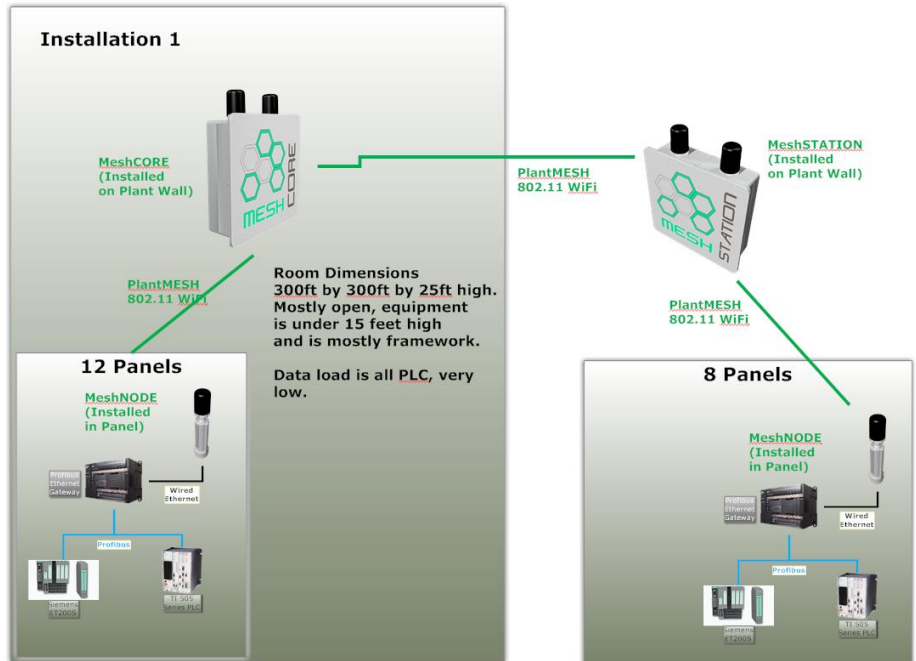 Installation 1
MeshCORE
(Installed
on Plant Wall)
MESH
CORE
PlantMESH
802.11 WiFi
MESH
STATION
MeshSTATION
(Installed
on Plant Wall)
PlantMESH
802.11 WiFi
Room Dimensions
300ft by 300ft by 25ft high.
Mostly open, equipment
is under 15 feet high
and is mostly framework.
Data load is all PLC, very
low.
PlantMESH
802.11 WiFi
12 Panels
MeshNODE
(Installed
in Panel)
Profibus
Ethernet
Gateway
Wired
Ethernet
Profibus
Siemens
ET200S
TI 505
Series PLC
8 Panels
MeshNODE
(Installed
in Panel)
Profibus
Ethernet
Gateway
Wired
Ethernet
Profibus
Siemens
ET200S
TI 505
Series PLC